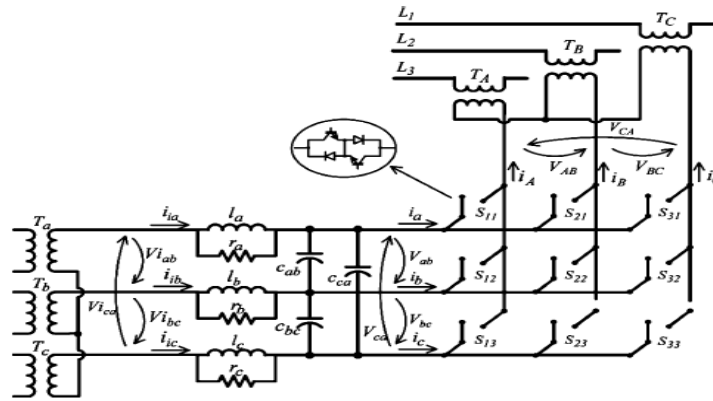 L1 TC
L2 TB
L3 TA
VCA
iA VAB iB VBC
Ta iia la ia S11 S21 S31
Viab ra cab cca Vab
Tb iib lb ib S12 S22 S32
Vica Vibc rb cbc Vbc
Tc iic lc Vca ic S13 S23 S33
rc